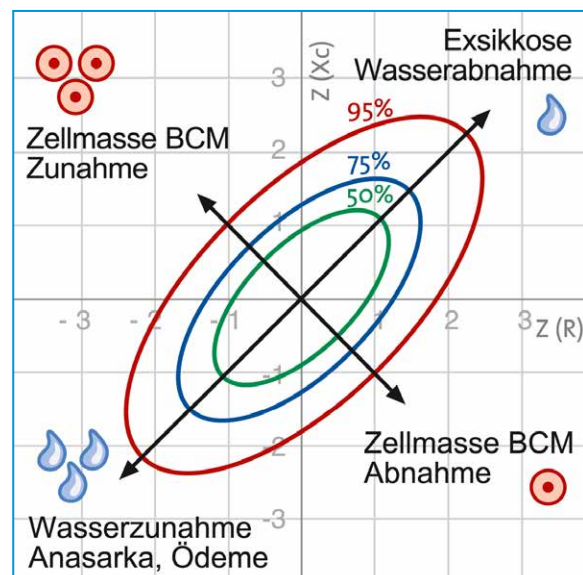 Exsikkose
Wasserabnahme
Z (Xc)
3
95%
Zellmasse BCM
Zunahme
2
75%
50%
1
- 3
- 2
-1
1
2
3
Z (R)
-1
Zellmasse BCM
Abnahme
-2
Wasserzunahme
Anasarka, Ödeme
-3